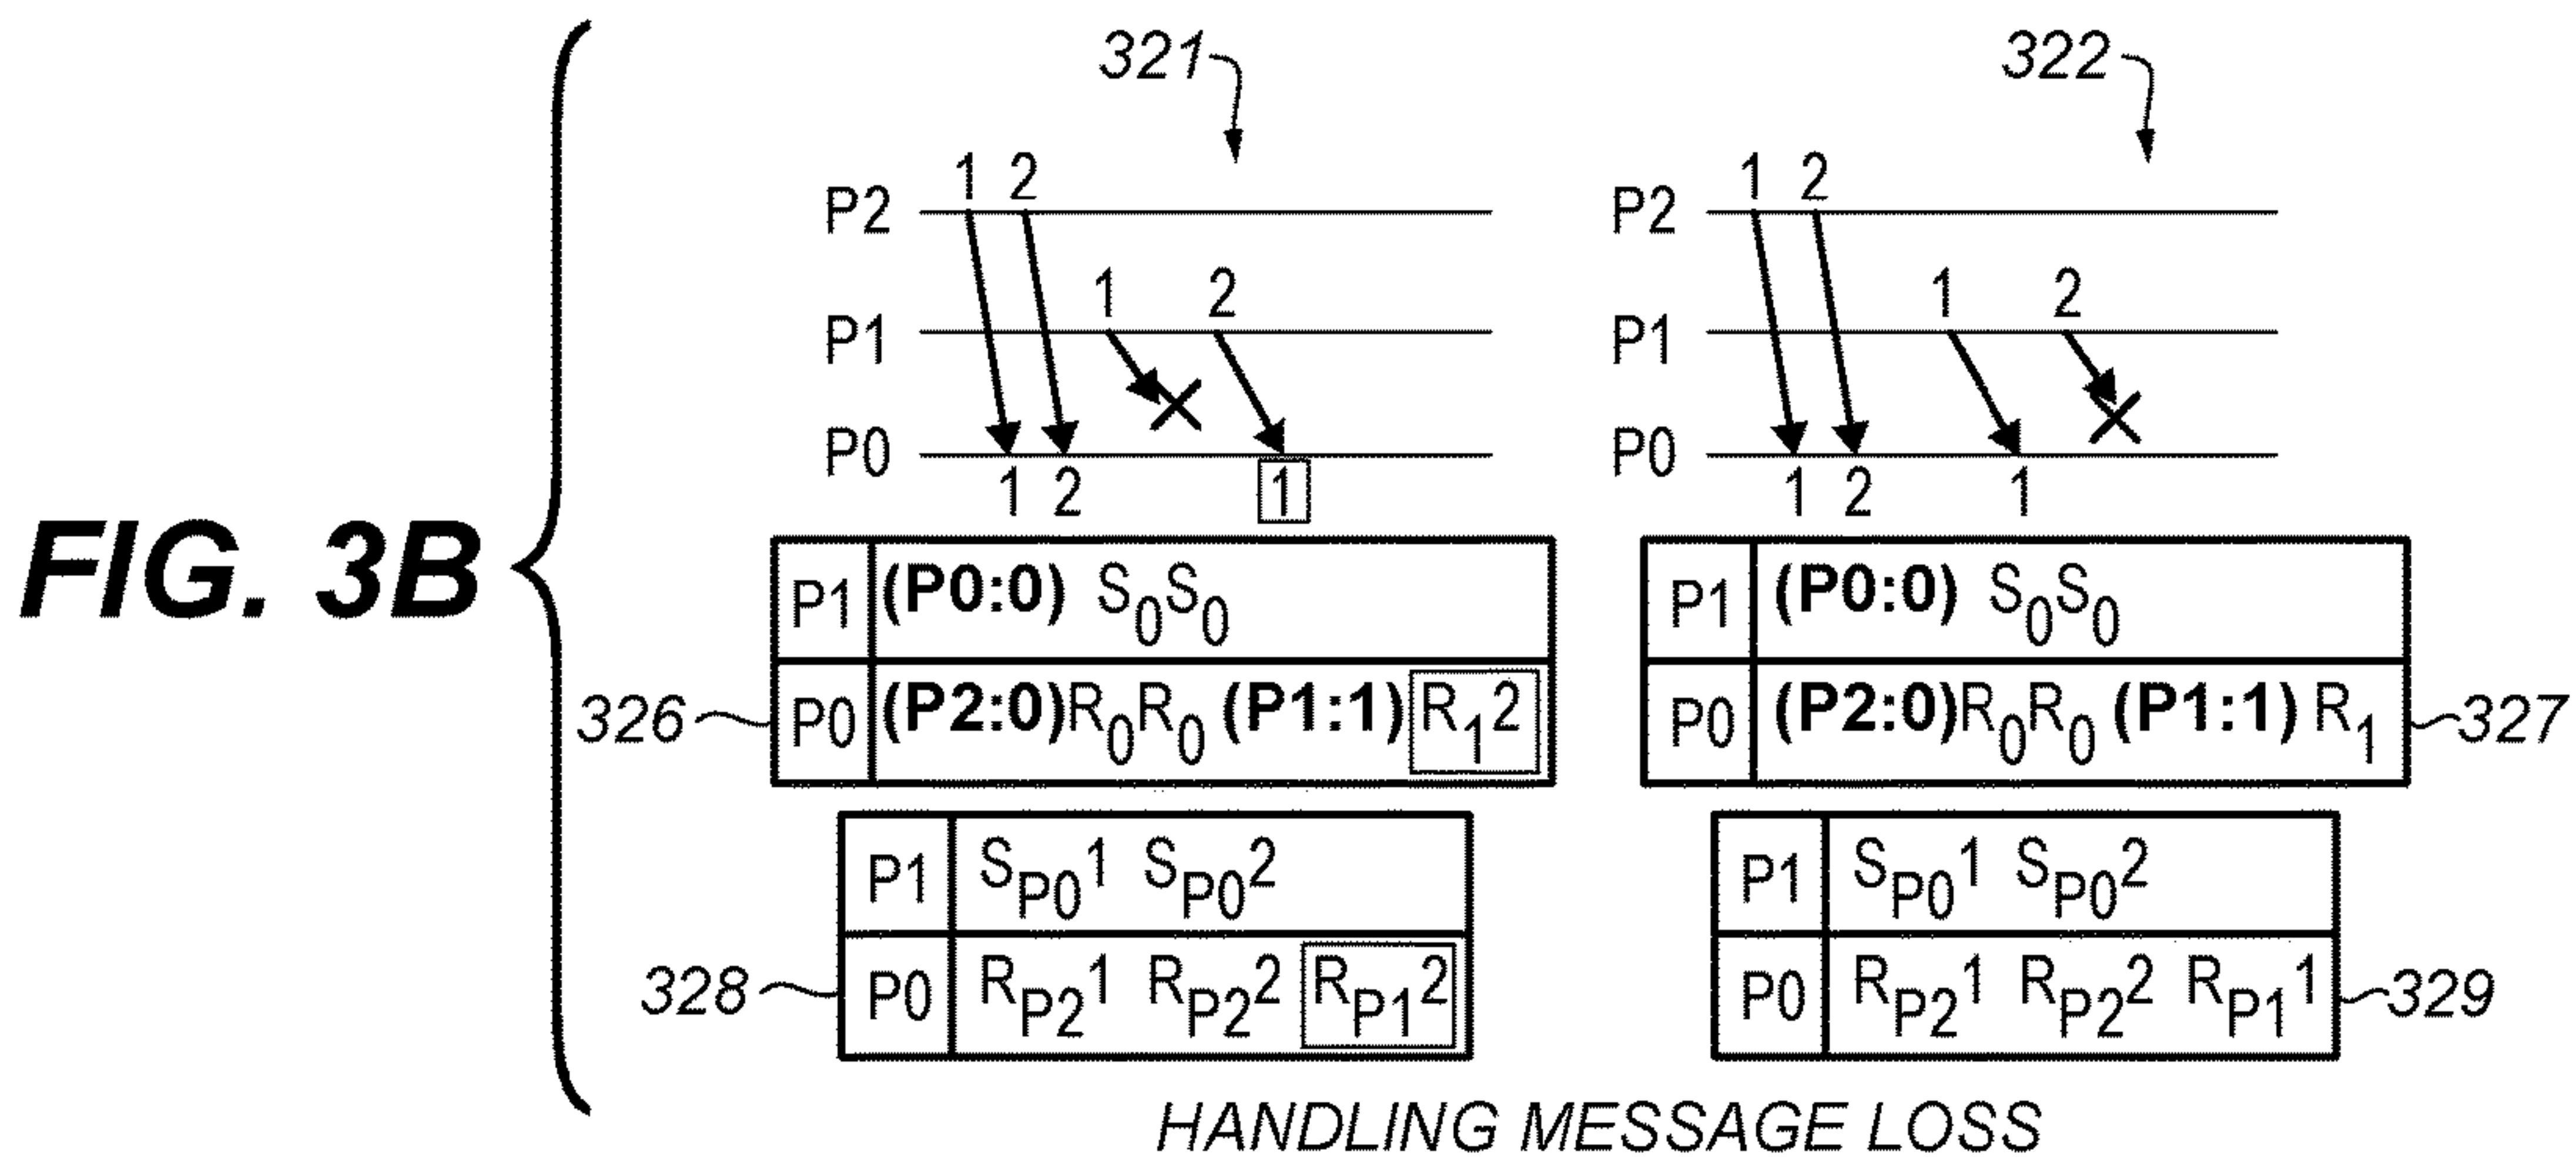 FIG. 3B
321
1 2
P2
1 2
P1
P0
1 2 1
P1 (P0:0) S0S0
326 P0 (P2:0)R0R0 (P1:1) R12
P1 SP01 SP02
328 P0 RP21 RP22 RP12
322
1 2
P2
1 2
P1
P0
1 2 1
P1 (P0:0) S0S0
P0 (P2:0)R0R0 (P1:1) R1 327
P1 SP01 SP02
P0 RP21 RP22 RP11 329
HANDLING MESSAGE LOSS